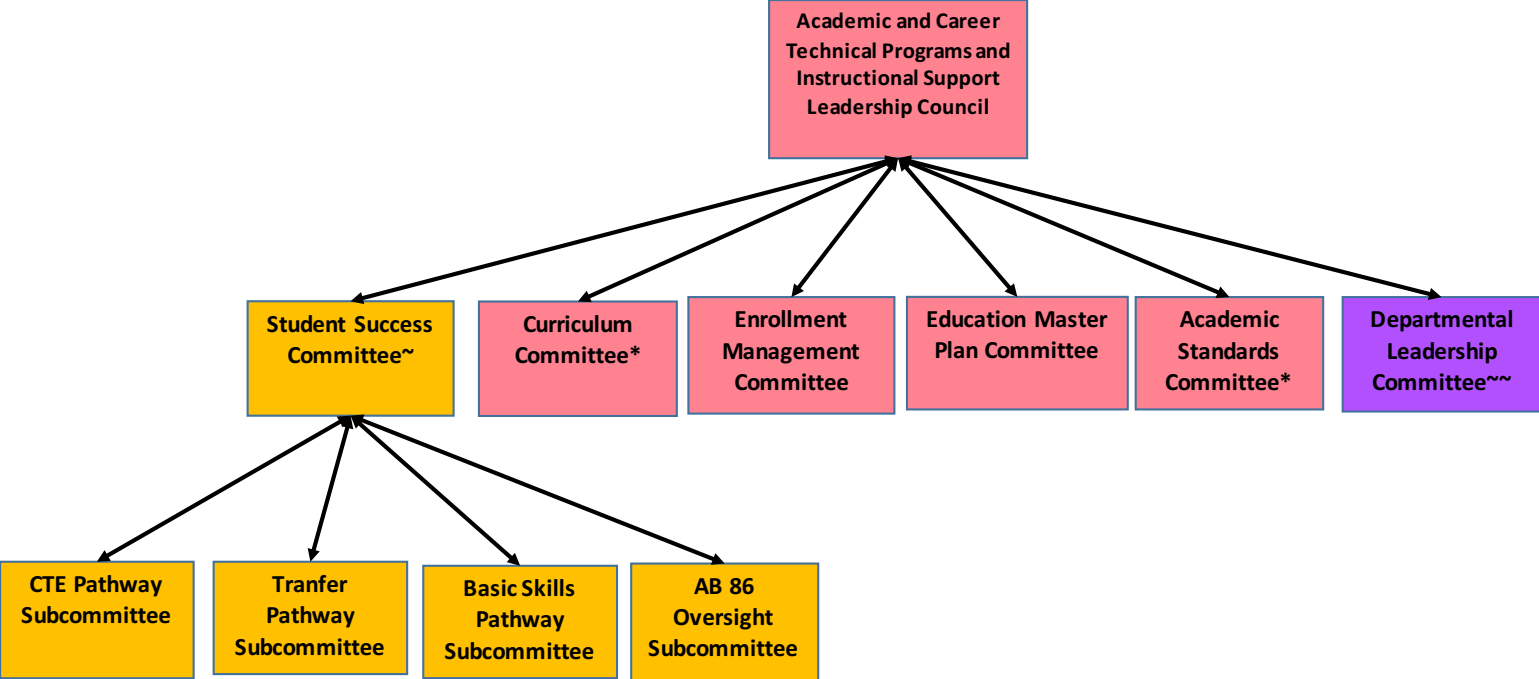 Academic and Career
Technical Programs and
Instructional Support
Leadership Council
Student Success
Committee~
Curriculum
Committee*
Enrollment
Management
Committee
Education Master
Plan Committee
Academic
Standards
Committee*
Departmental
Leadership
Committee~~
CTE Pathway
Subcommittee
Tranfer
Pathway
Subcommittee
Basic Skills
Pathway
Subcommittee
AB 86
Oversight
Subcommittee